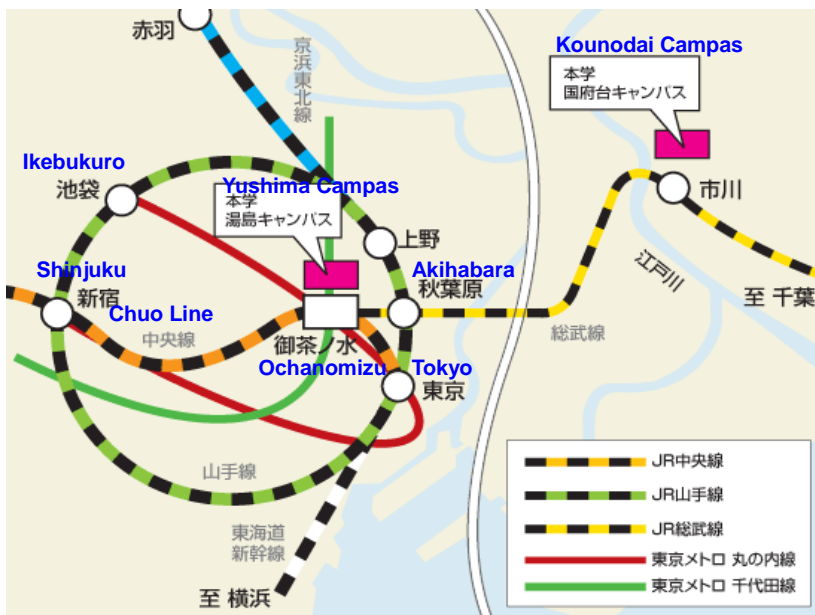 赤羽
京浜東北線
Kounodai Campas
本学
国府台キャンパス
Ikebukuro
池袋
Yushima Campas
本学
湯島キャンパス
上野
市川
江戸川
至 千葉
Shinjuku
新宿
Akihabara
秋葉原
Chuo Line
中央線
御茶ノ水
総武線
Ochanomizu
Tokyo
東京
山手線
東海道
新幹線
至 横浜
JR中央線
JR山手線
JR総武線
東京メトロ 丸の内線
東京メトロ 千代田線